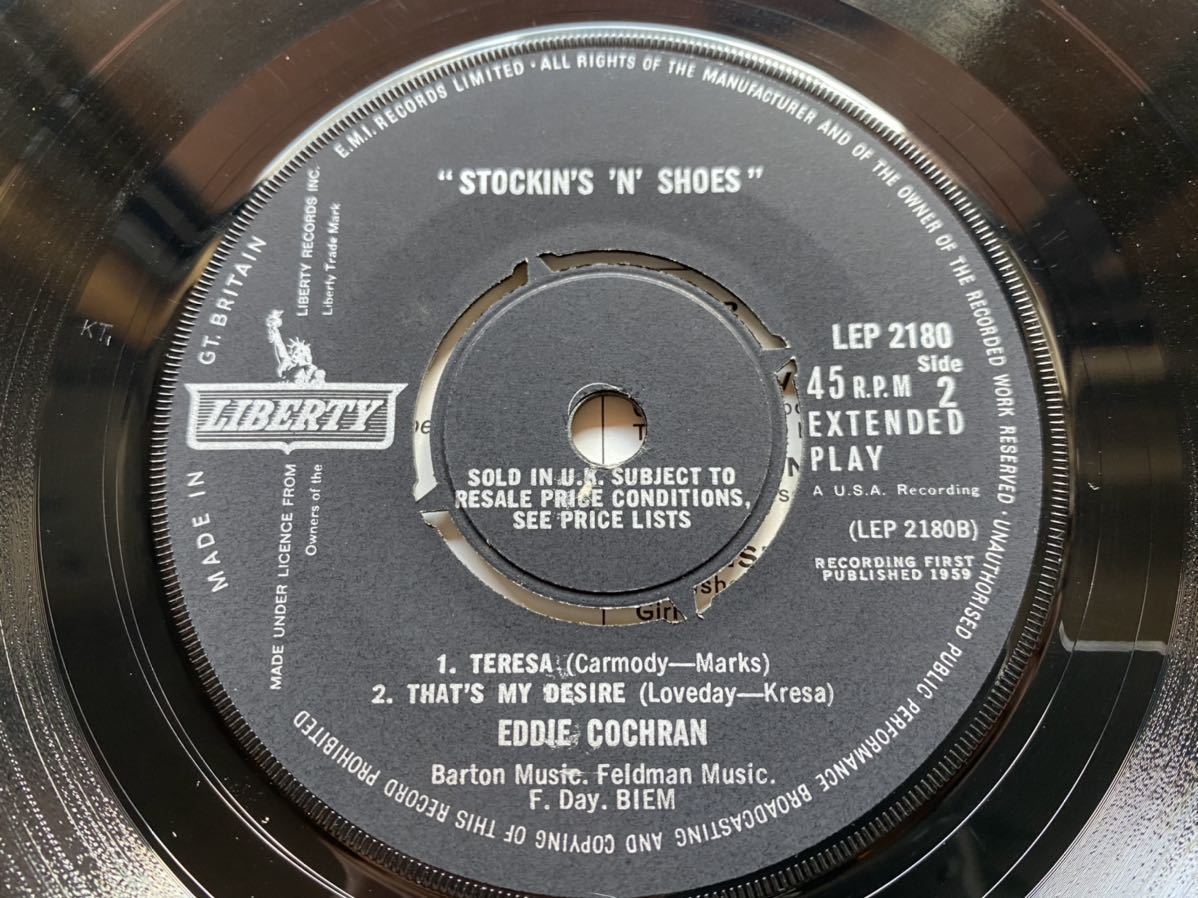 E.M.I. RECORDS LIMITED · ALL RIGHTS OF THE MANUFACTURER AND OF THE OWNER OF THE RECORDED WORK RESERVED · UNAUTHORISED PUBLIC PERFORMANCE BROADCASTING AND COPYING OF THIS RECORD PROHIBITED
MADE IN GT. BRITAIN
"STOCKIN'S 'N' SHOES"
LIBERTY RECORDS INC.
Liberty Trade Mark
LIBERTY
MADE UNDER LICENCE FROM
Owners of the
KT.
LEP 2180
Side
2
45 R.P.M
EXTENDED
PLAY
A U.S.A. Recording
(LEP 2180B)
RECORDING FIRST
PUBLISHED 1959
SOLD IN U.K. SUBJECT TO
RESALE PRICE CONDITIONS,
SEE PRICE LISTS
Girl
1. TERESA (Carmody—Marks)
2. THAT'S MY DESIRE (Loveday—Kresa)
EDDIE COCHRAN
Barton Music. Feldman Music.
F. Day. BIEM